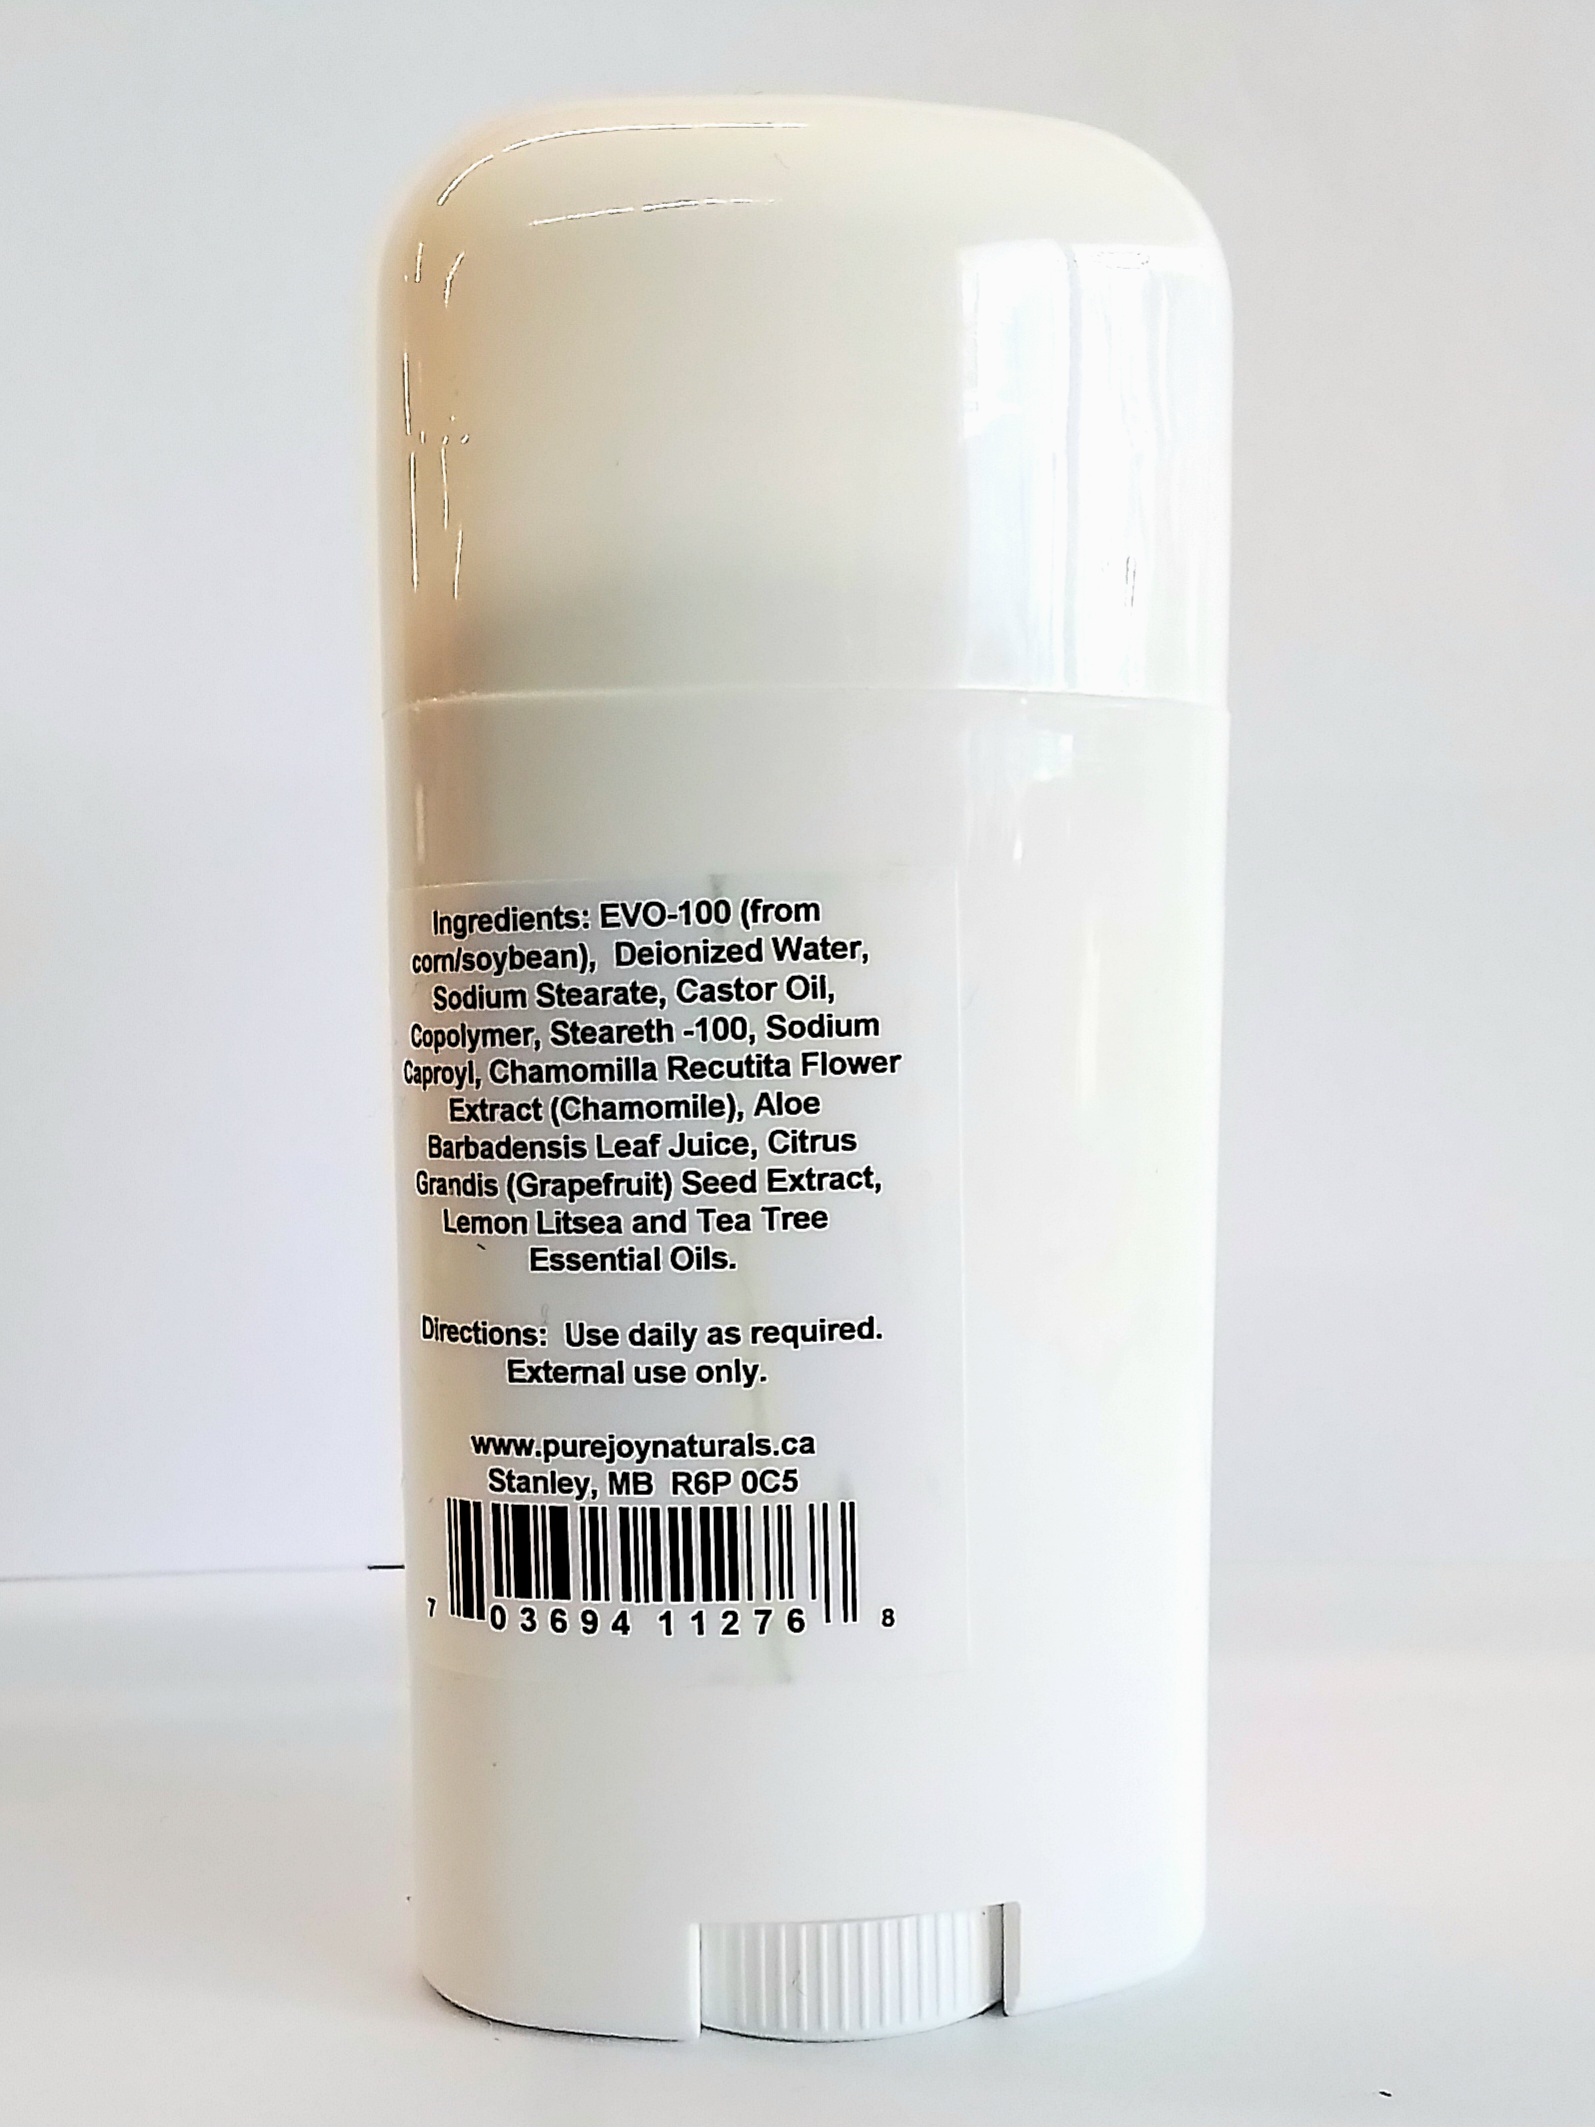 Ingredients: EVO-100 (from
corn/soybean),  Deionized Water,
Sodium Stearate, Castor Oil,
Copolymer, Steareth -100, Sodium
Caproyl, Chamomilla Recutita Flower
Extract (Chamomile), Aloe
Barbadensis Leaf Juice, Citrus
Grandis (Grapefruit) Seed Extract,
Lemon Litsea and Tea Tree
Essential Oils.
Directions:  Use daily as required.
External use only.
www.purejoynaturals.ca
Stanley, MB  R6P 0C5
7 03694 11276 8